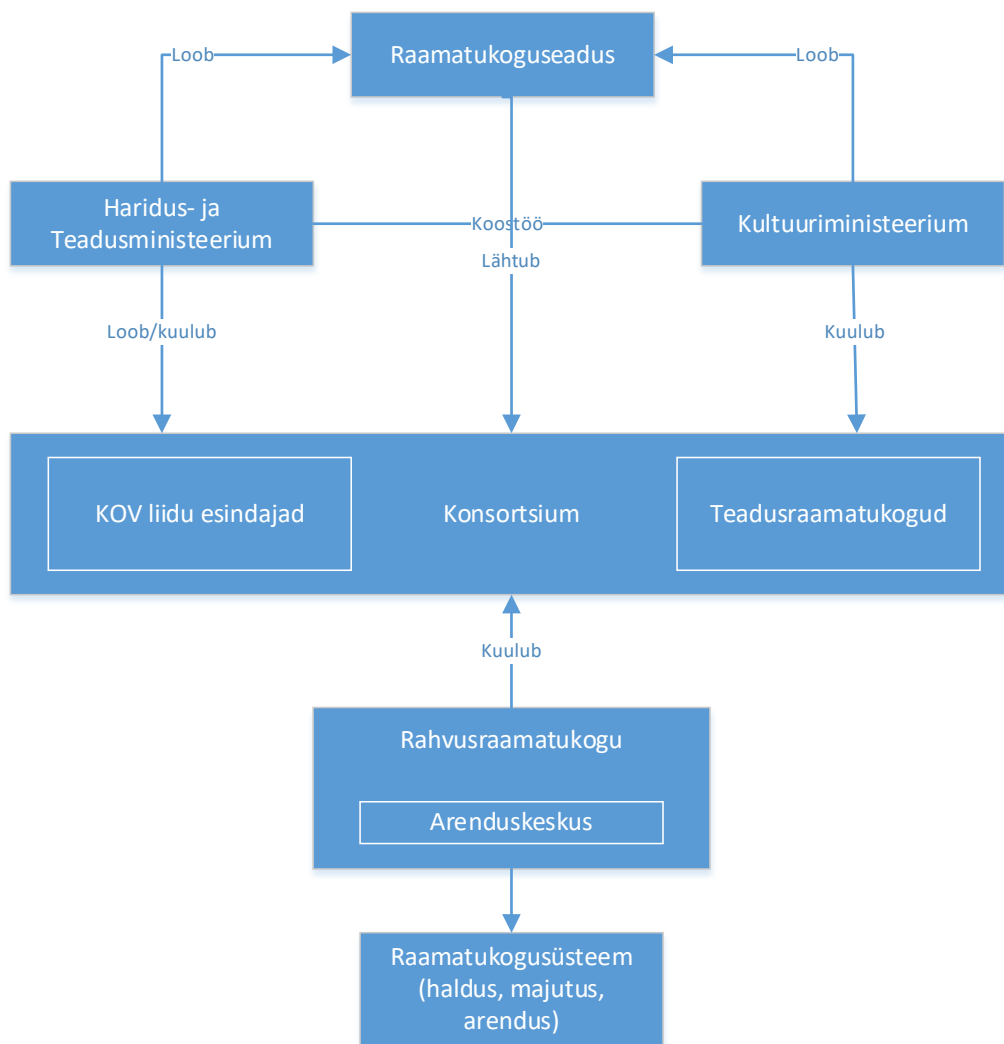 Loob
Raamatukoguseadus
Loob
Haridus- ja
Teadusministeerium
Koostöö
Kultuuriministeerium
Lähtub
Loob/kuulub
Kuulub
KOV liidu esindajad
Konsortsium
Teadusraamatukogud
Kuulub
Rahvusraamatukogu
Arenduskeskus
Raamatukogusüsteem
(haldus, majutus,
arendus)